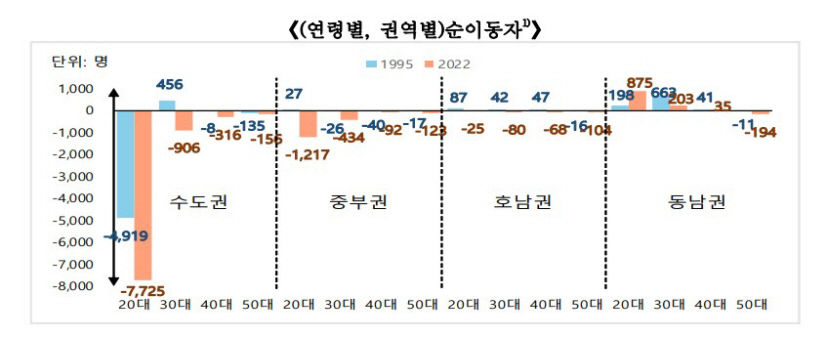 《(연령별, 권역별)순이동자¹⁾》
단위: 명
1995 2022
1,000
0
-1,000
-2,000
-3,000
-4,000
-5,000
-6,000
-7,000
-8,000
456 27 87 42 47 198 875 663 203 41 35
-8 -316 -135 -156 -26 -40 -92 -17 -123 -25 -80 -68 -16 -104 -11 -194
-906 -1,217 -434
수도권 중부권 호남권 동남권
-4,919
-7,725
20대 30대 40대 50대 20대 30대 40대 50대 20대 30대 40대 50대 20대 30대 40대 50대